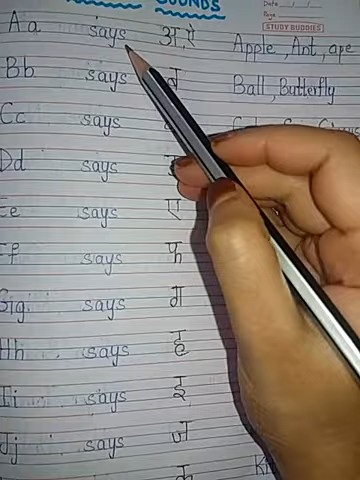 SOUNDS
Date
Page
STUDY BUDDIES
A a says अ,ऐ Apple, Ant, ape
Bb says ब Ball, Butterfly
Cc says
Dd says
Ee says ए
Ff says फ
Gg says ग
Hh says ह
Ii says इ
Jj says ज